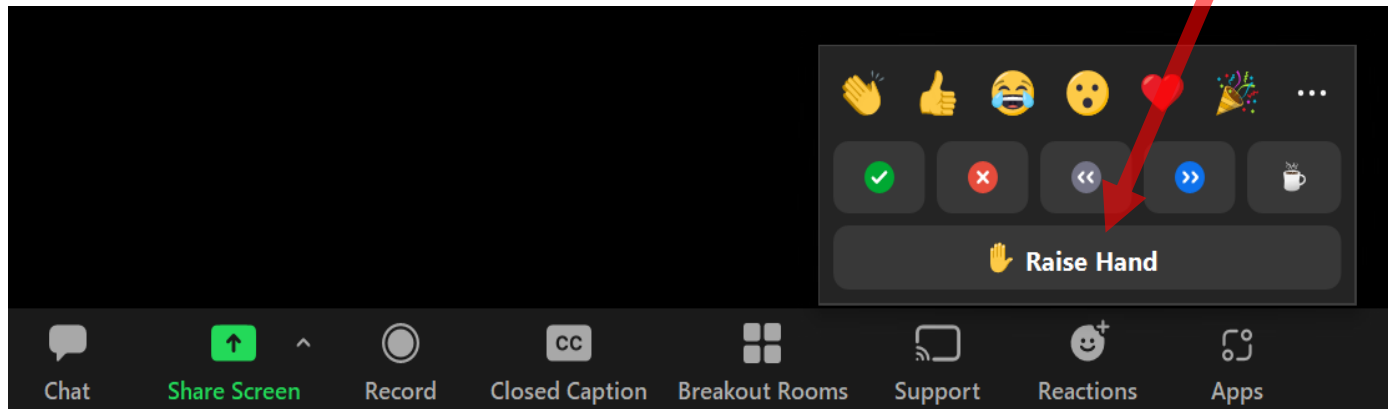 Raise Hand
CC
Chat Share Screen Record Closed Caption Breakout Rooms Support Reactions Apps